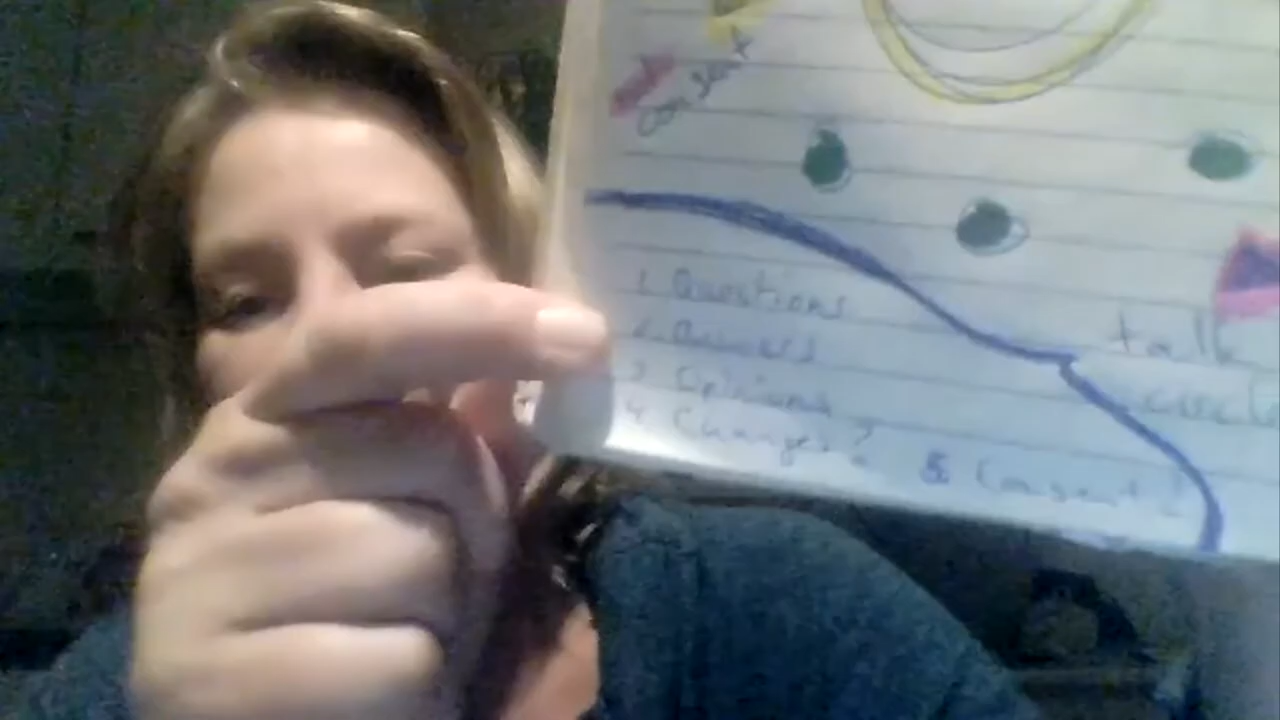 Consent
1 Questions
2. Answers
3. Opinions
4 Changes? 5 Consent!
talk
circle